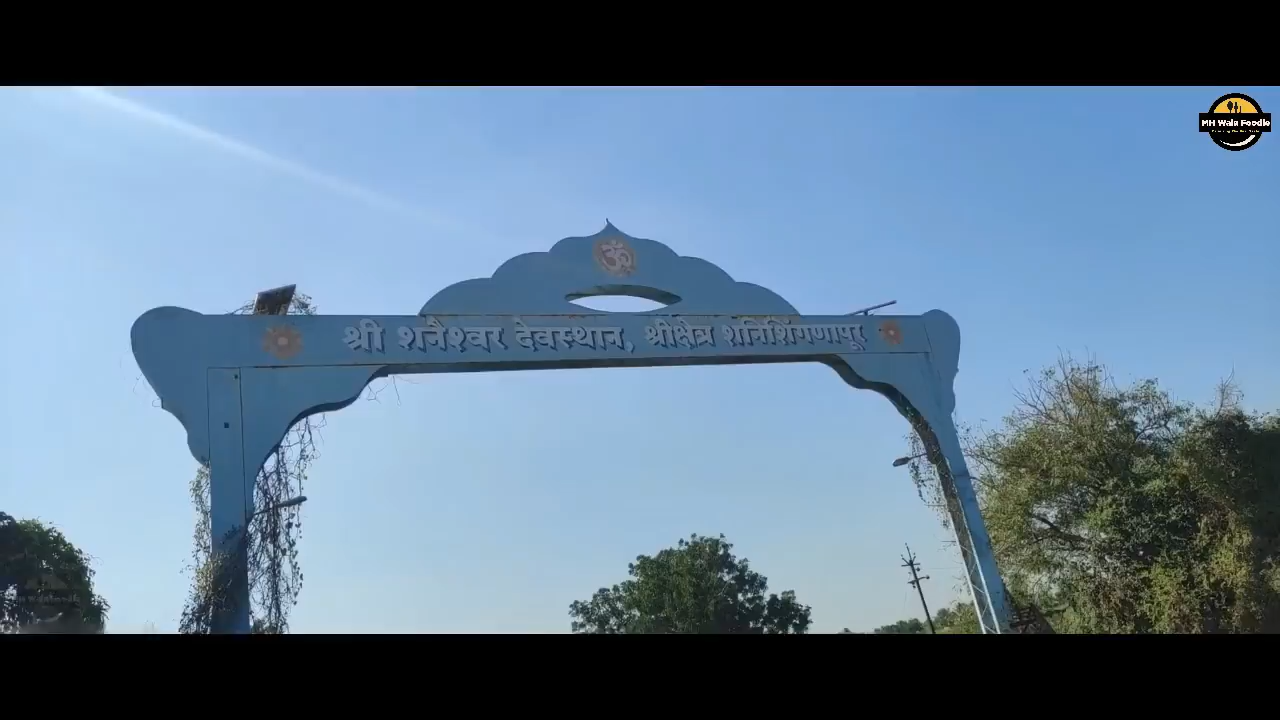 MH Wala Foodie
ॐ
श्री शनैश्वर देवस्थान, श्रीक्षेत्र शनिशिंगणापूर